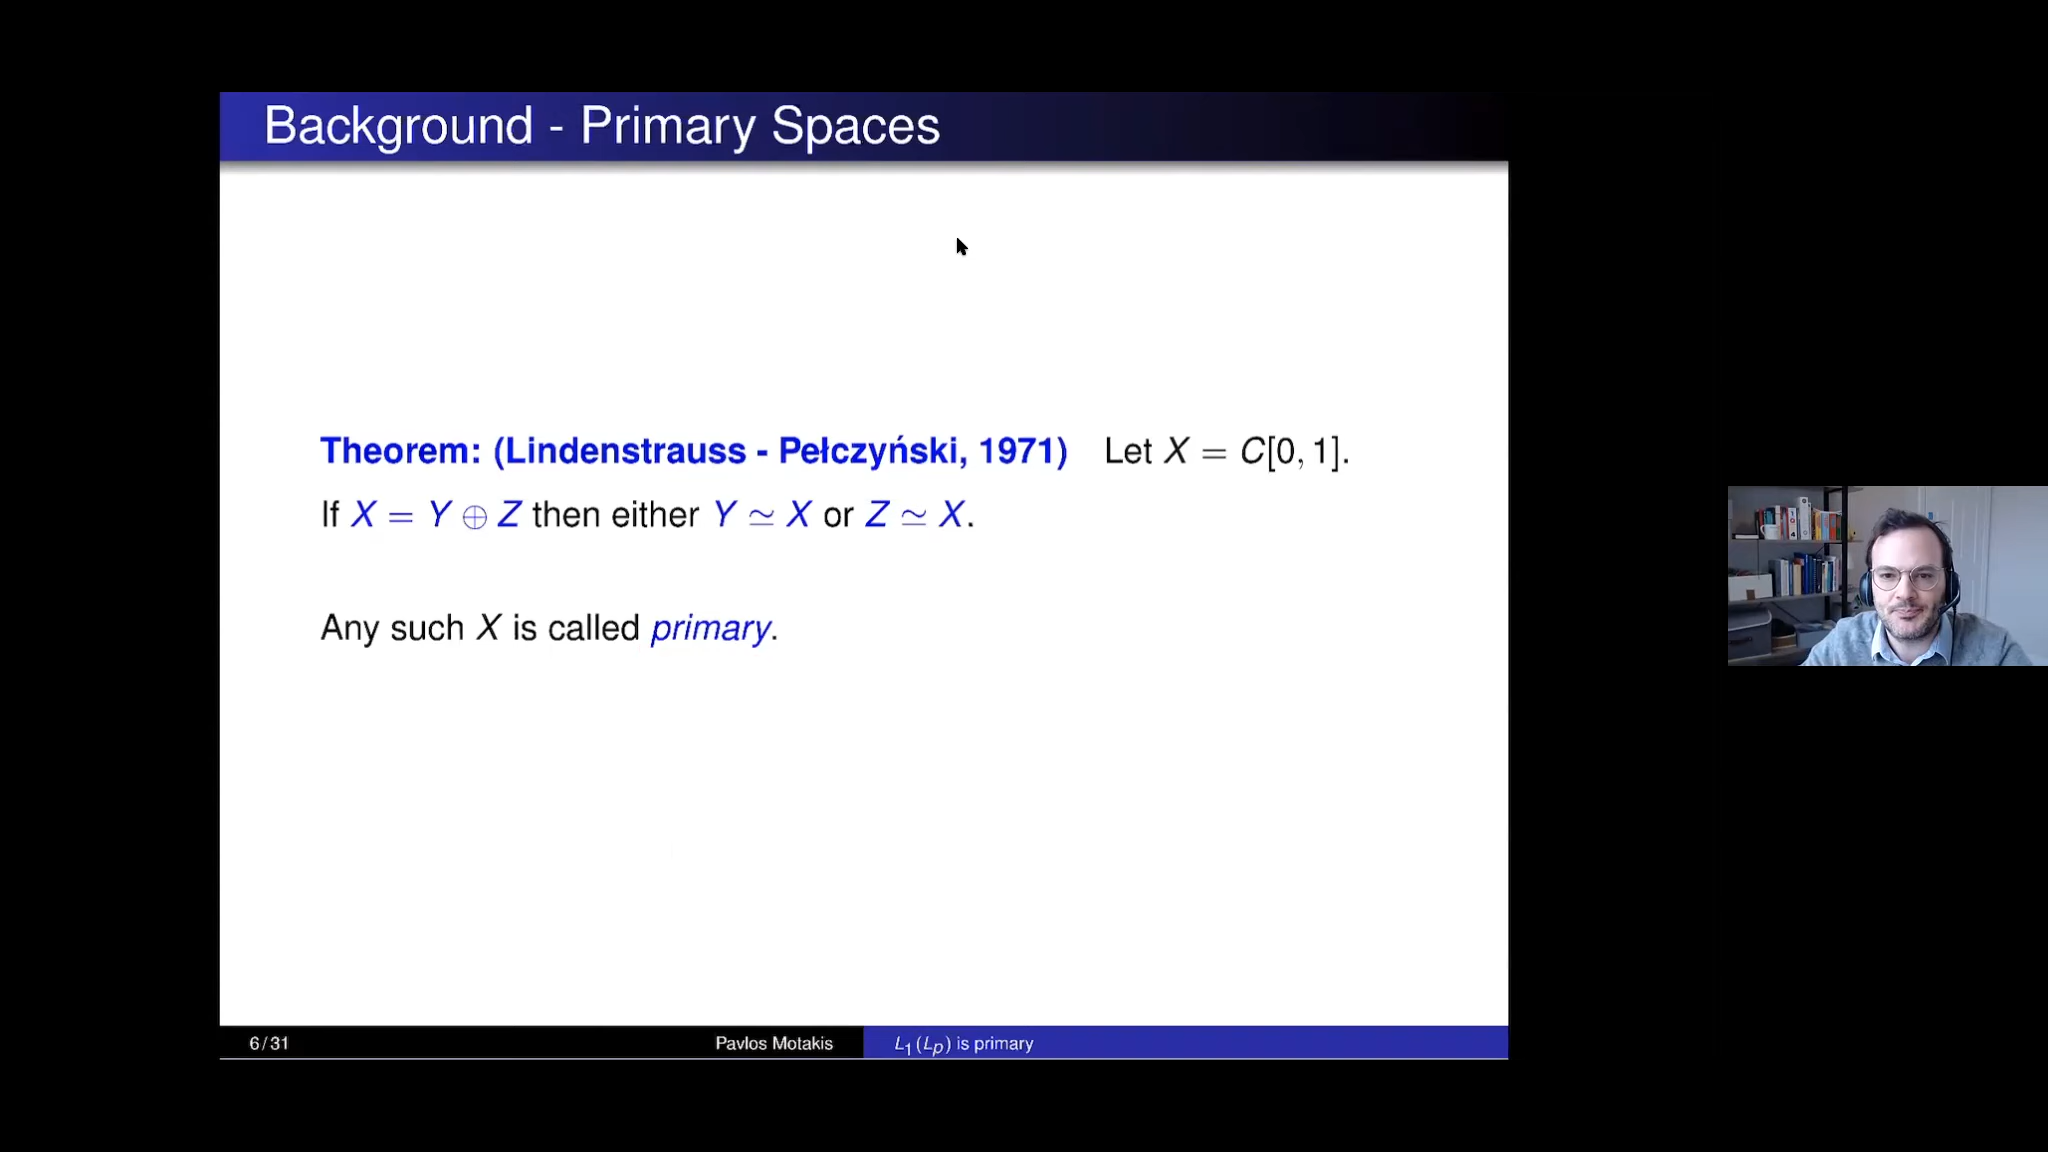 Background - Primary Spaces
Theorem: (Lindenstrauss - Pełczyński, 1971) Let X = C[0, 1].
If X = Y ⊕ Z then either Y ≃ X or Z ≃ X.
Any such X is called primary.
6 / 31 Pavlos Motakis L₁(Lₚ) is primary